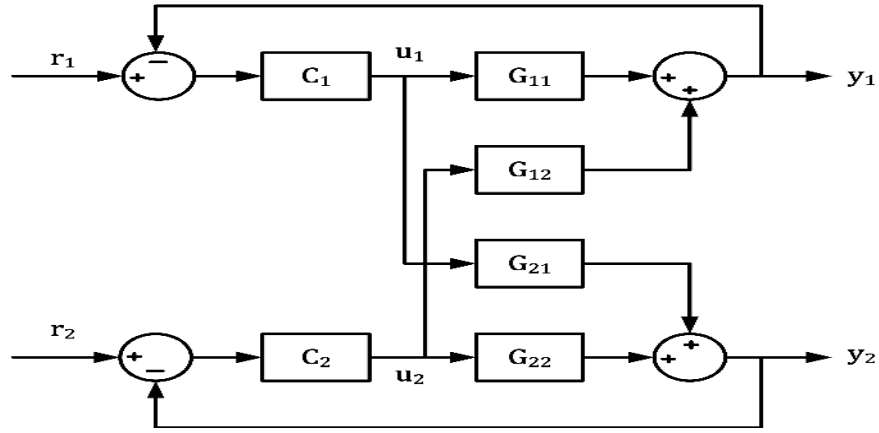 r₁ + − C₁ u₁ G₁₁ + + y₁
G₁₂
G₂₁
r₂ + − C₂ u₂ G₂₂ + + y₂